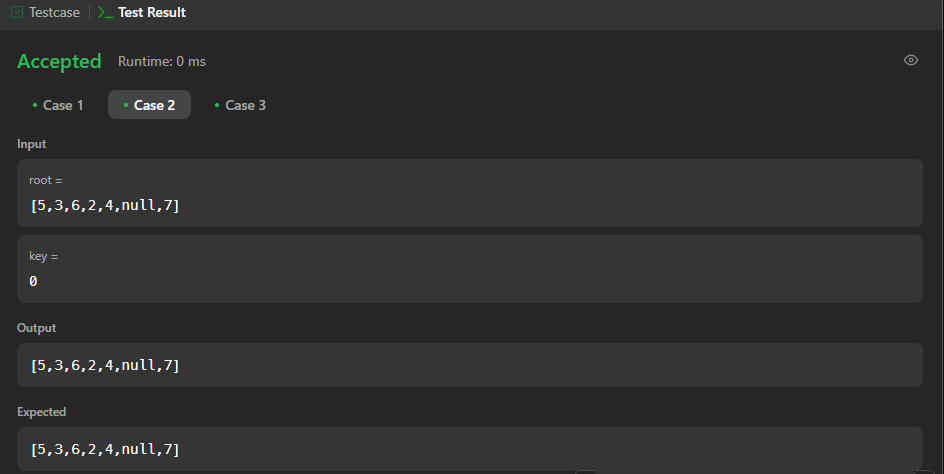 Testcase | >_ Test Result
Accepted Runtime: 0 ms
• Case 1 • Case 2 • Case 3
Input
root =
[5,3,6,2,4,null,7]
key =
0
Output
[5,3,6,2,4,null,7]
Expected
[5,3,6,2,4,null,7]